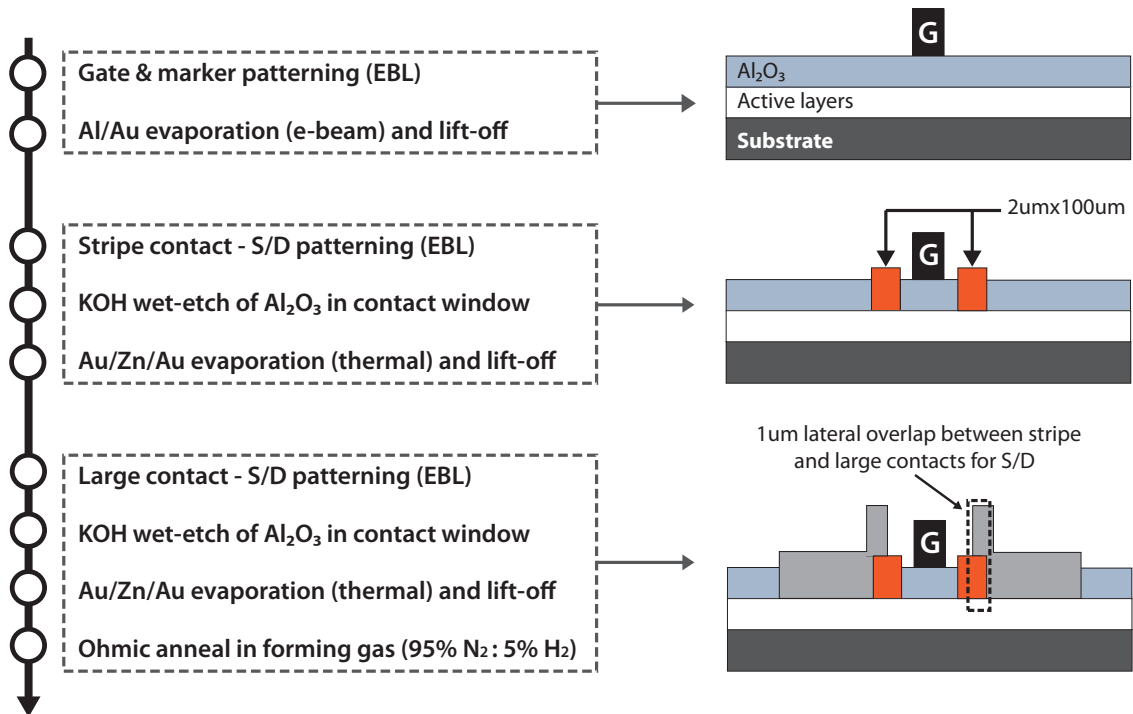 Gate & marker patterning (EBL)
Al/Au evaporation (e-beam) and lift-off
G
Al₂O₃
Active layers
Substrate
Stripe contact - S/D patterning (EBL)
KOH wet-etch of Al₂O₃ in contact window
Au/Zn/Au evaporation (thermal) and lift-off
2umx100um
G
Large contact - S/D patterning (EBL)
KOH wet-etch of Al₂O₃ in contact window
Au/Zn/Au evaporation (thermal) and lift-off
Ohmic anneal in forming gas (95% N₂ : 5% H₂)
1um lateral overlap between stripe
and large contacts for S/D
G